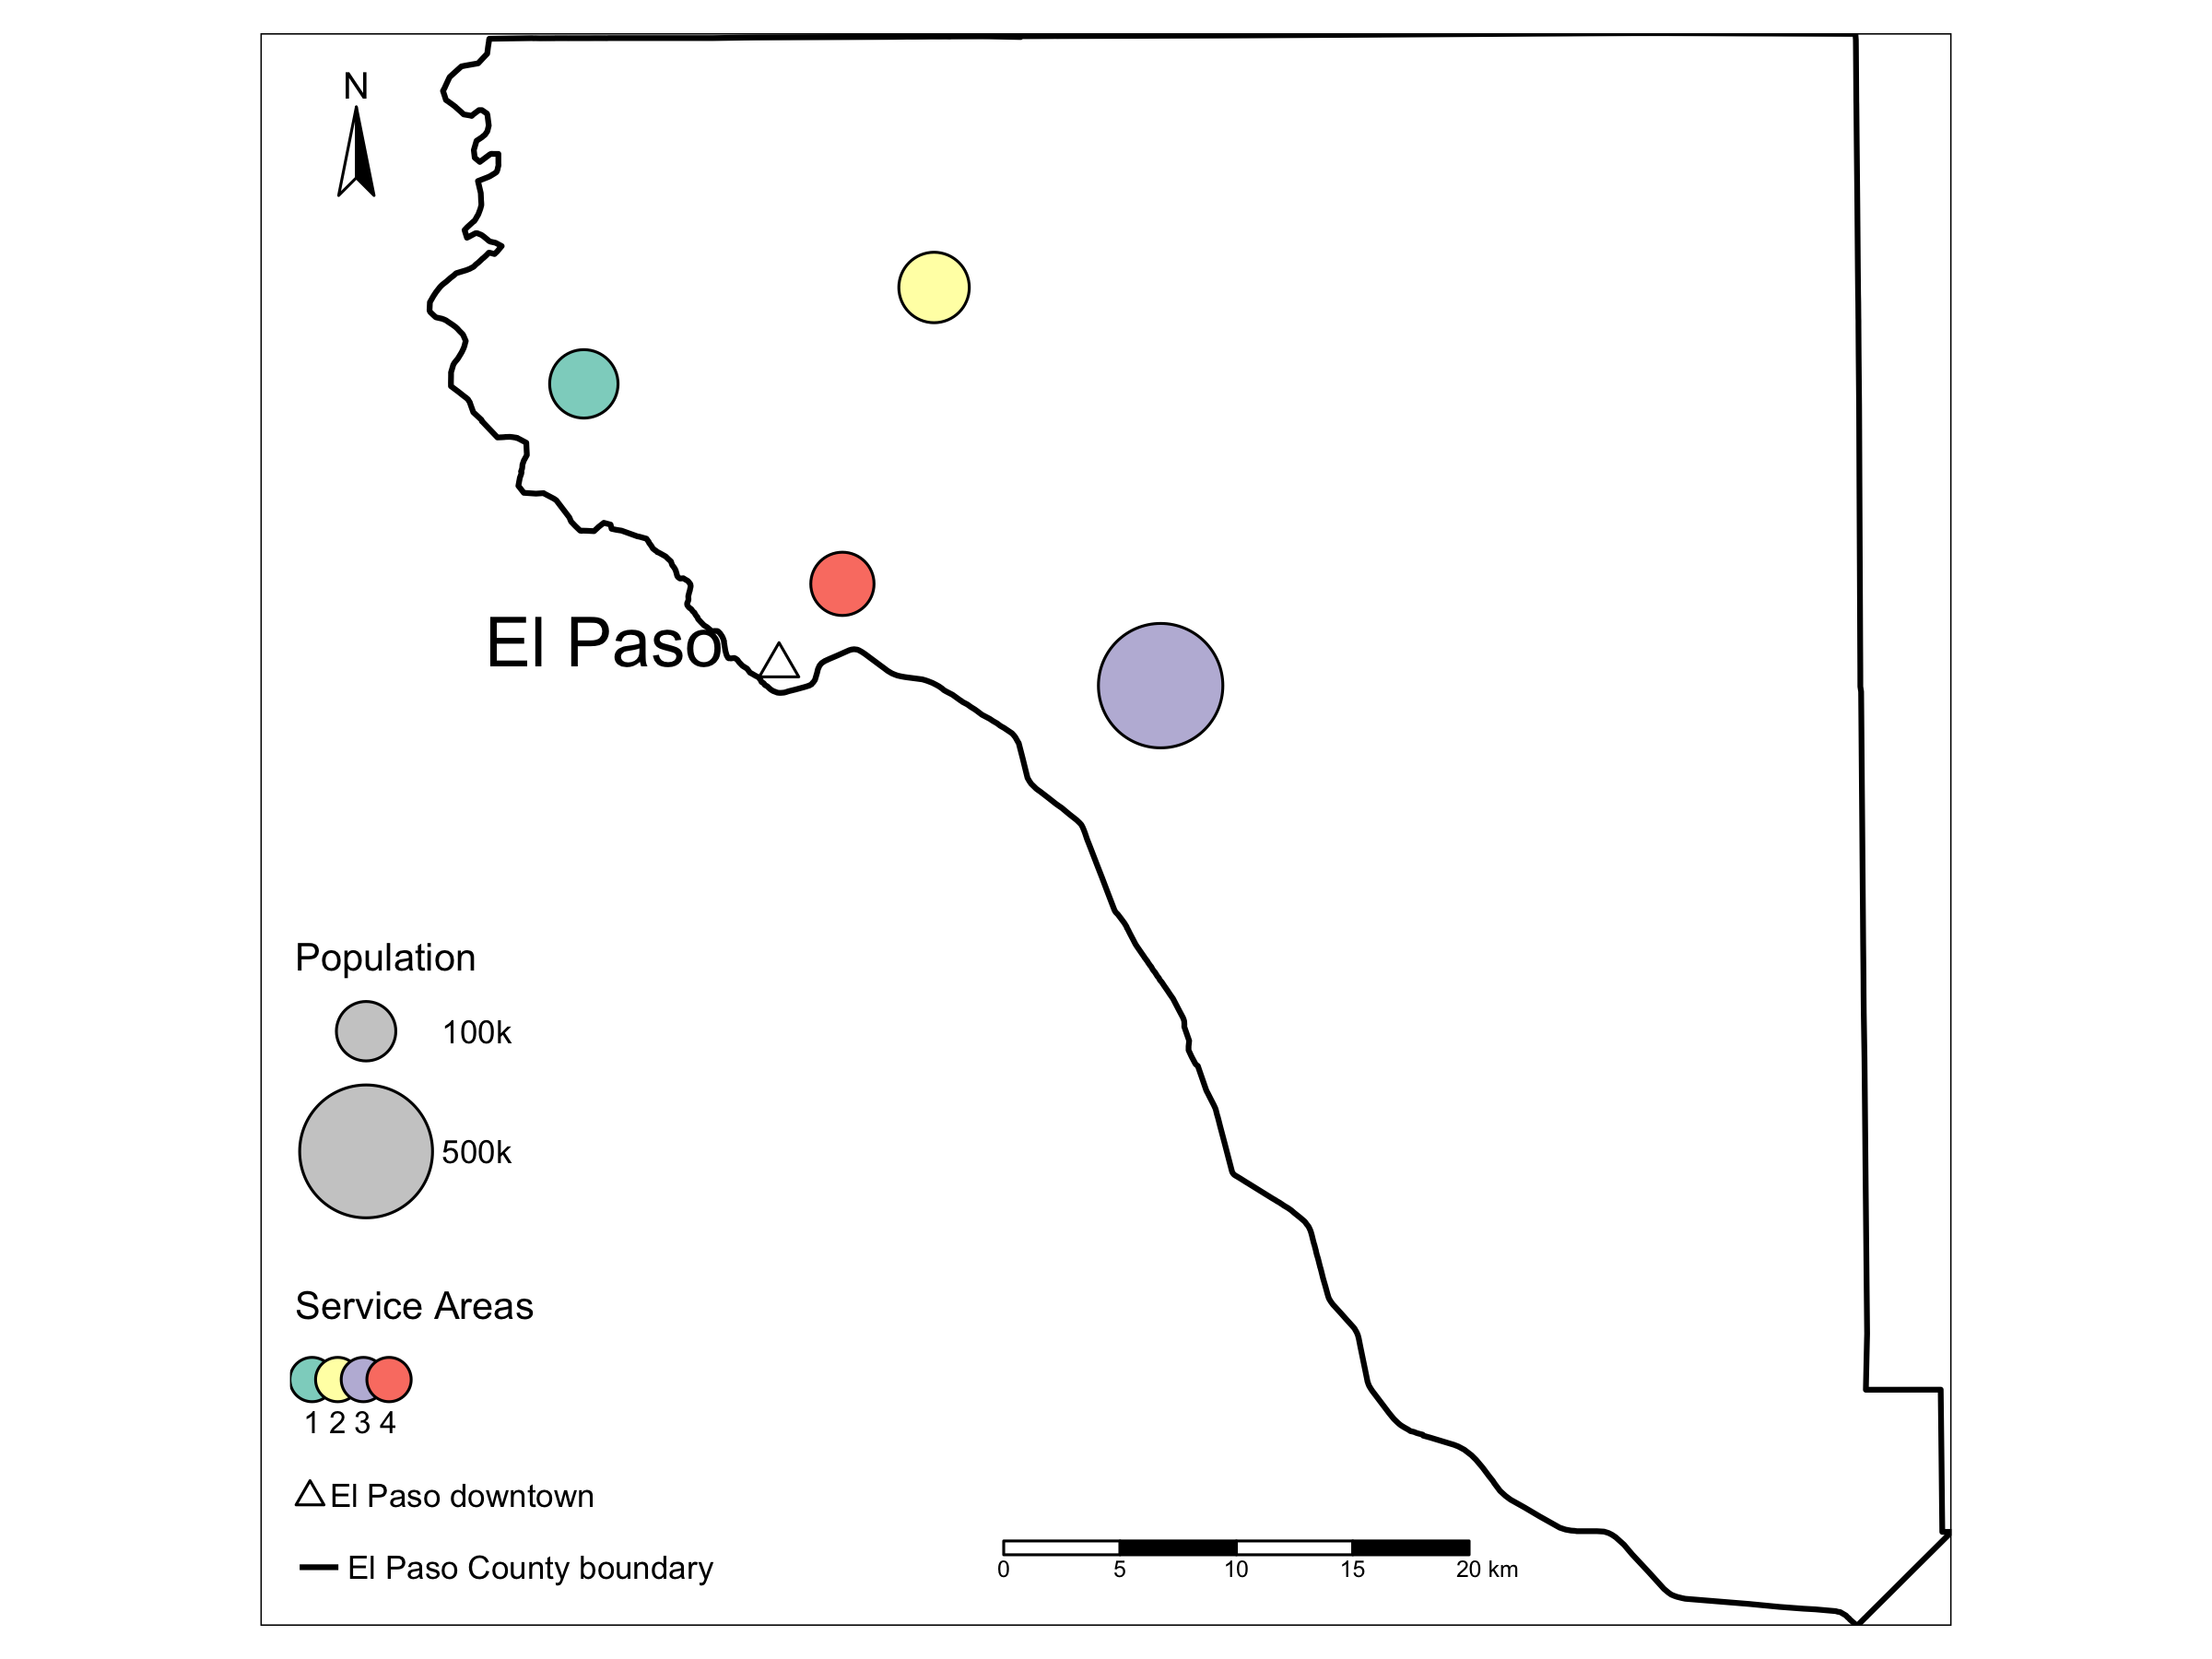 N
El Paso
Population
100k
500k
Service Areas
1 2 3 4
El Paso downtown
El Paso County boundary
0 5 10 15 20 km